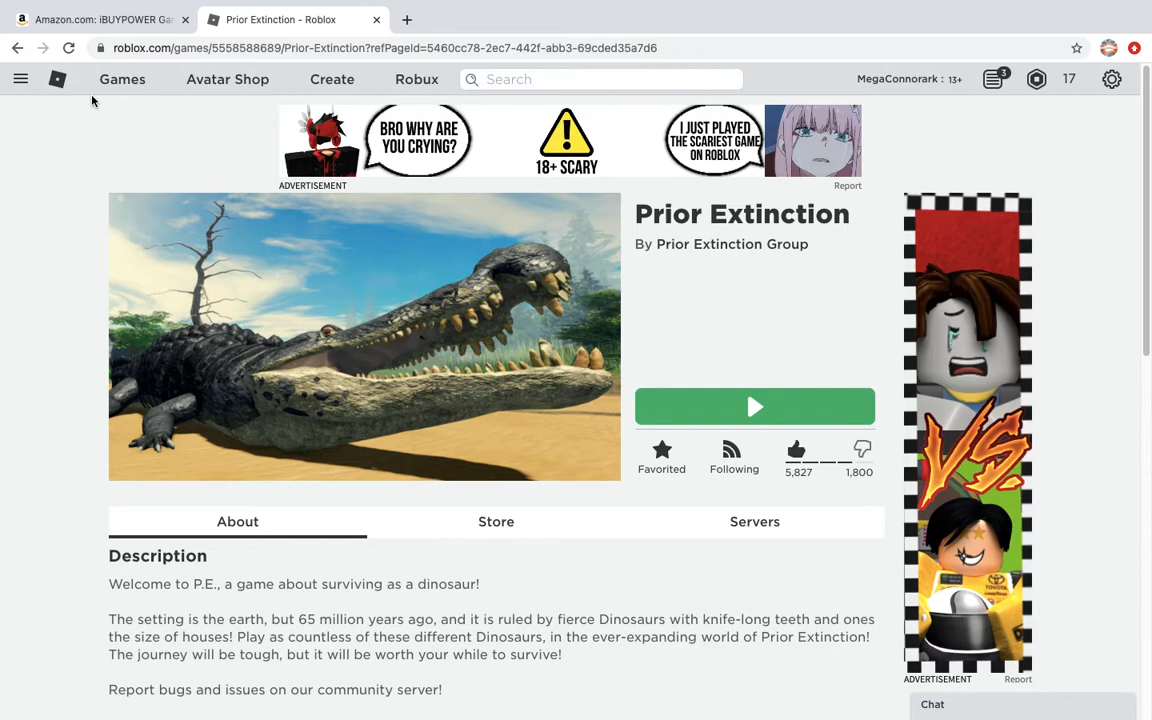 Amazon.com: iBUYPOWER Ga
Prior Extinction - Roblox
roblox.com/games/5558588689/Prior-Extinction?refPageId=5460cc78-2ec7-442f-abb3-69cded35a7d6
Games
Avatar Shop
Create
Robux
Search
MegaConnorark : 13+
3
17
BRO WHY ARE
YOU CRYING?
18+ SCARY
I JUST PLAYED
THE SCARIEST GAME
ON ROBLOX
ADVERTISEMENT
Report
Prior Extinction
By Prior Extinction Group
Favorited
Following
5,827
1,800
VS
About
Store
Servers
Description
Welcome to P.E., a game about surviving as a dinosaur!
The setting is the earth, but 65 million years ago, and it is ruled by fierce Dinosaurs with knife-long teeth and ones
the size of houses! Play as countless of these different Dinosaurs, in the ever-expanding world of Prior Extinction!
The journey will be tough, but it will be worth your while to survive!
Report bugs and issues on our community server!
TOYOTA
ADVERTISEMENT
Report
Chat